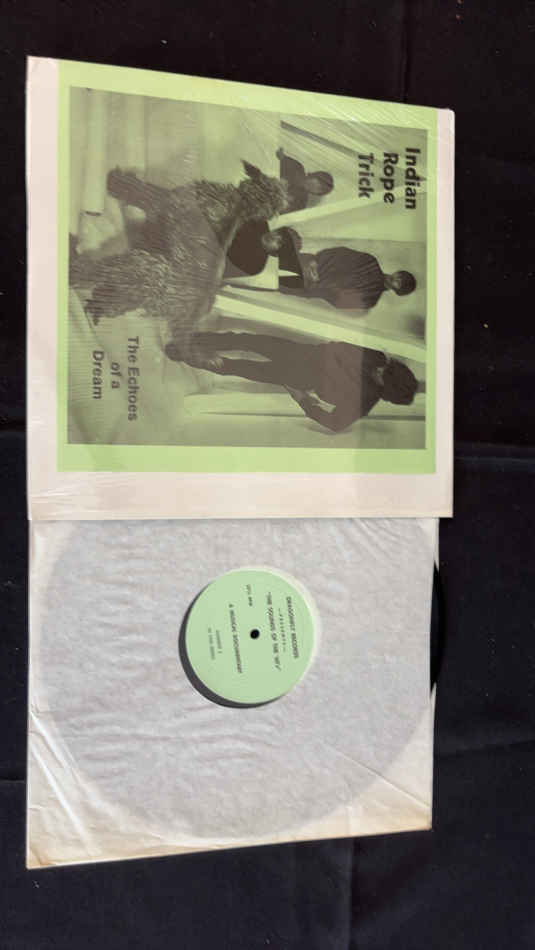 Indian
Rope
Trick
The Echoes
of a
Dream
DRAGONFLY RECORDS
"THE SOUNDS OF THE 60's"
A MUSICAL DOCUMENTARY